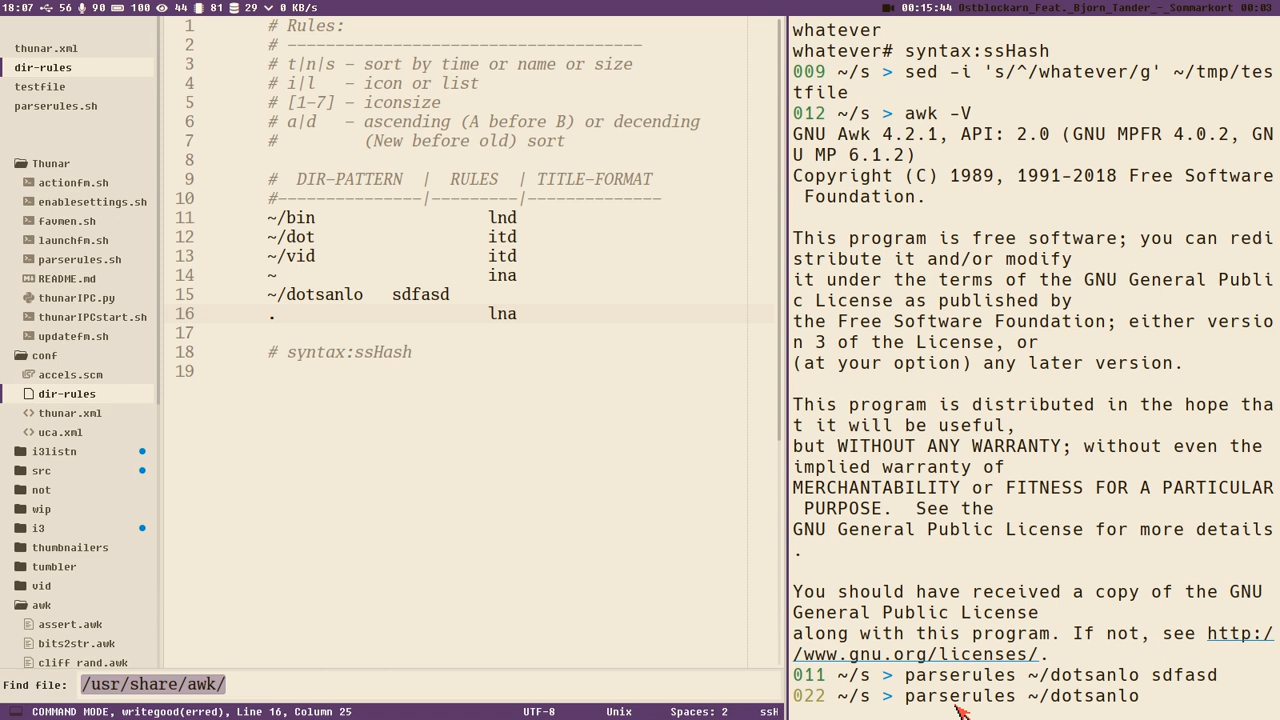 18:07 56 90 100 44 81 29 0 KB/s 00:15:44 Ostblockarn_Feat._Bjorn_Tander_-_Sommarkort 00:03
thunar.xml
dir-rules
testfile
parserules.sh
Thunar
actionfm.sh
enablesettings.sh
favmen.sh
launchfm.sh
parserules.sh
README.md
thunarIPC.py
thunarIPCstart.sh
updatefm.sh
conf
accels.scm
dir-rules
thunar.xml
uca.xml
i3listn
src
not
wip
i3
thumbnailers
tumbler
vid
awk
assert.awk
bits2str.awk
cliff_rand.awk
1 # Rules:
2 # -------------------------------------
3 # t|n|s - sort by time or name or size
4 # i|l - icon or list
5 # [1-7] - iconsize
6 # a|d - ascending (A before B) or decending
7 # (New before old) sort
8
9 # DIR-PATTERN | RULES | TITLE-FORMAT
10 #---------------|---------|--------------
11 ~/bin lnd
12 ~/dot itd
13 ~/vid itd
14 ~ ina
15 ~/dotsanlo sdfasd
16 . lna
17
18 # syntax:ssHash
19
whatever
whatever# syntax:ssHash
009 ~/s > sed -i 's/^/whatever/g' ~/tmp/tes
tfile
012 ~/s > awk -V
GNU Awk 4.2.1, API: 2.0 (GNU MPFR 4.0.2, GN
U MP 6.1.2)
Copyright (C) 1989, 1991-2018 Free Software
Foundation.
This program is free software; you can redi
stribute it and/or modify
it under the terms of the GNU General Publi
c License as published by
the Free Software Foundation; either versio
n 3 of the License, or
(at your option) any later version.
This program is distributed in the hope tha
t it will be useful,
but WITHOUT ANY WARRANTY; without even the
implied warranty of
MERCHANTABILITY or FITNESS FOR A PARTICULAR
PURPOSE. See the
GNU General Public License for more details
.
You should have received a copy of the GNU
General Public License
along with this program. If not, see http:/
/www.gnu.org/licenses/.
011 ~/s > parserules ~/dotsanlo sdfasd
022 ~/s > parserules ~/dotsanlo
Find file: /usr/share/awk/
COMMAND MODE, writegood(erred), Line 16, Column 25 UTF-8 Unix Spaces: 2 ssH